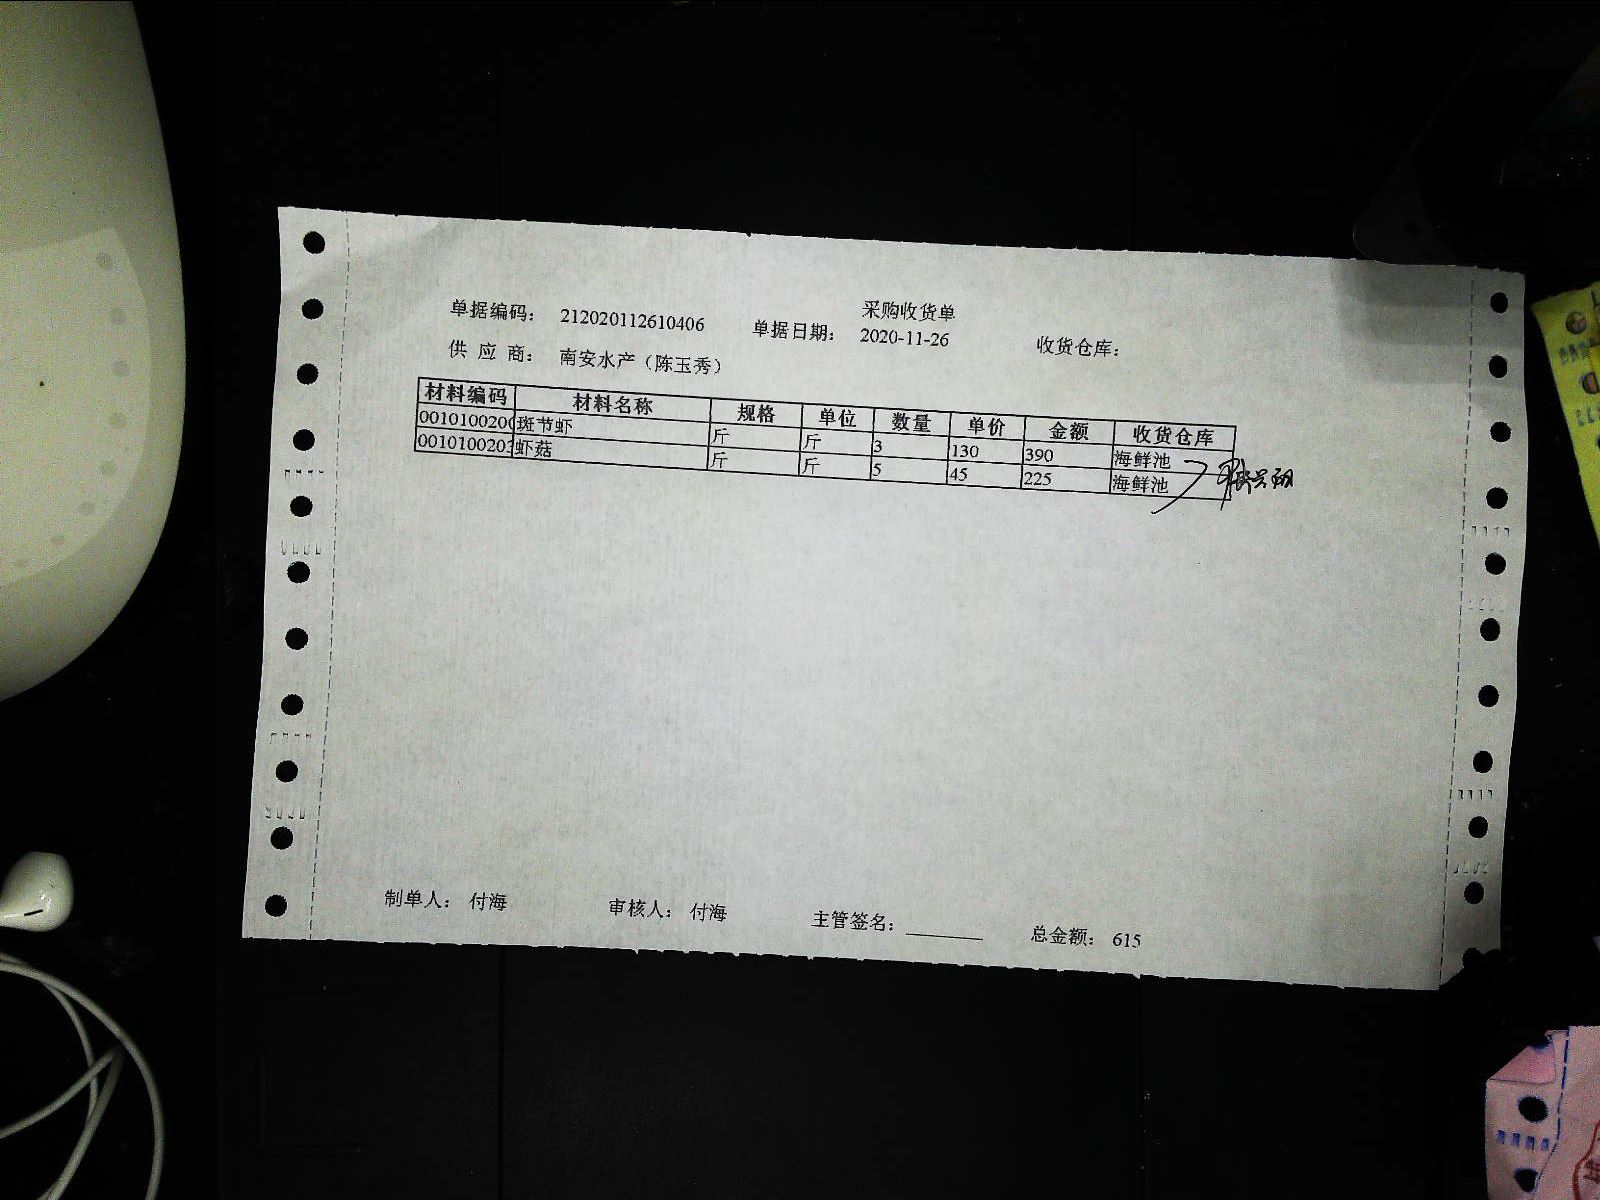 采购收货单
单据编码： 212020112610406 单据日期： 2020-11-26 收货仓库：
供 应 商： 南安水产（陈玉秀）
材料编码 材料名称 规格 单位 数量 单价 金额 收货仓库
0010100200 斑节虾 斤 斤 3 130 390 海鲜池
001010020 虾菇 斤 斤 5 45 225 海鲜池
制单人： 付海 审核人： 付海 主管签名： 总金额： 615